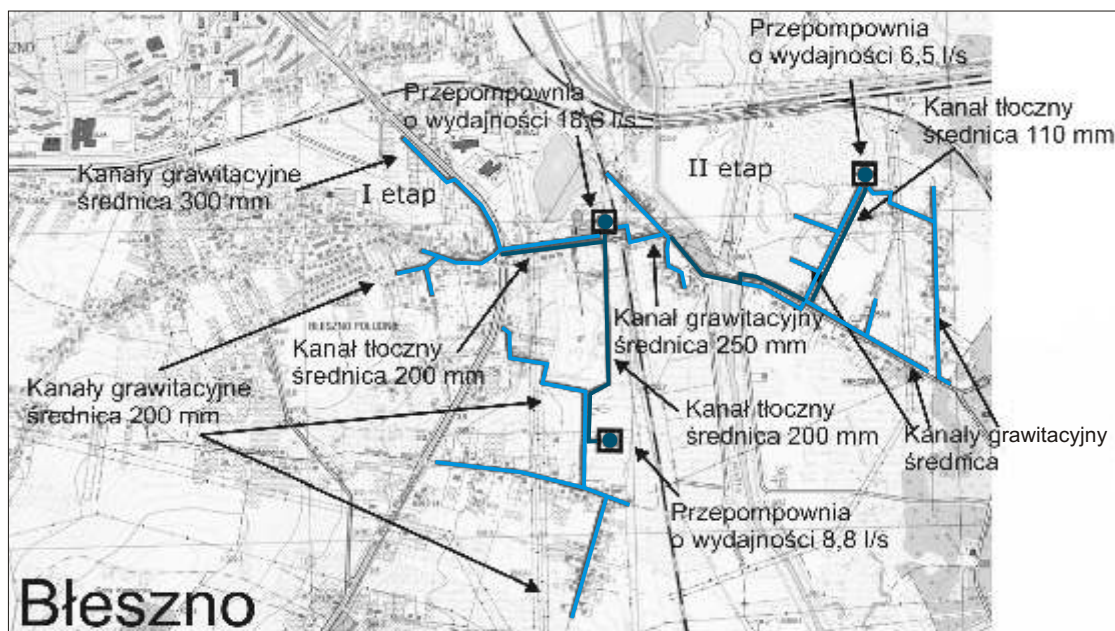 Przepompownia
o wydajności 6,5 l/s
Przepompownia
o wydajności 18,6 l/s
Kanał tłoczny
średnica 110 mm
Kanały grawitacyjne
średnica 300 mm
I etap
II etap
BŁESZNO POŁUDNIE
Kanał tłoczny
średnica 200 mm
Kanał grawitacyjny
średnica 250 mm
Kanały grawitacyjne
średnica 200 mm
Kanał tłoczny
średnica 200 mm
Kanały grawitacyjny
średnica
Przepompownia
o wydajności 8,8 l/s
Błeszno